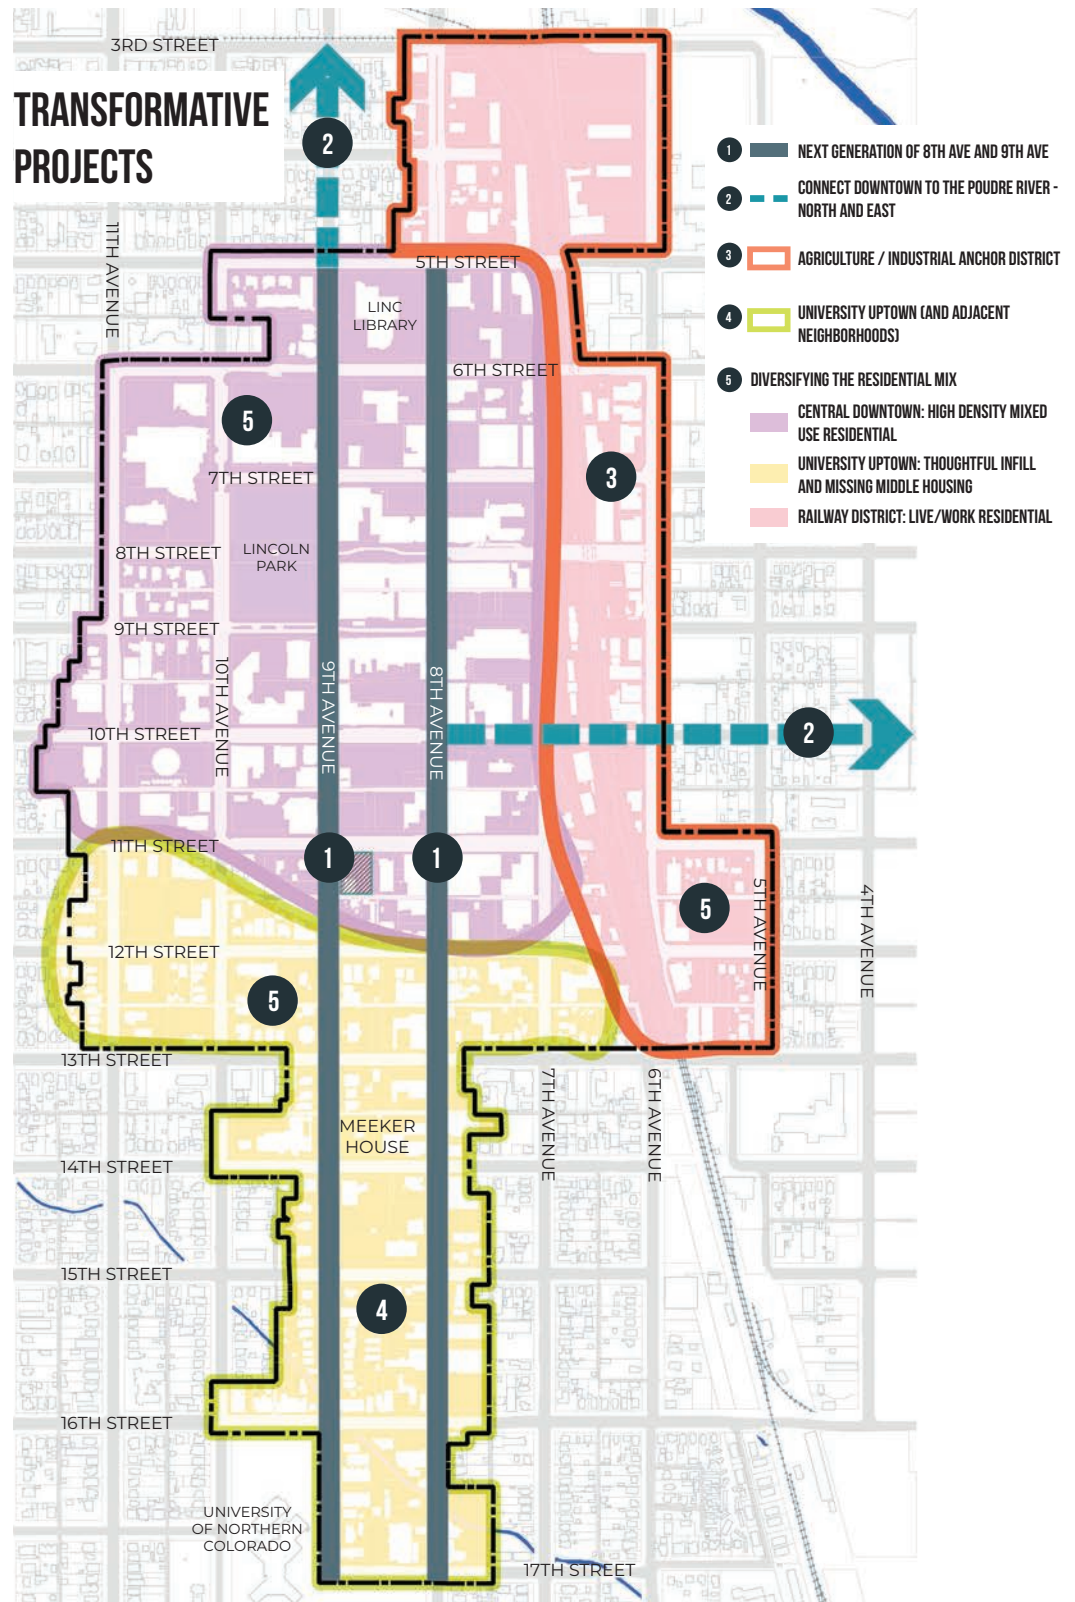 3RD STREET
TRANSFORMATIVE
PROJECTS
2
1
NEXT GENERATION OF 8TH AVE AND 9TH AVE
2
CONNECT DOWNTOWN TO THE POUDRE RIVER -
NORTH AND EAST
3
AGRICULTURE / INDUSTRIAL ANCHOR DISTRICT
4
UNIVERSITY UPTOWN (AND ADJACENT
NEIGHBORHOODS)
5
DIVERSIFYING THE RESIDENTIAL MIX
CENTRAL DOWNTOWN: HIGH DENSITY MIXED
USE RESIDENTIAL
UNIVERSITY UPTOWN: THOUGHTFUL INFILL
AND MISSING MIDDLE HOUSING
RAILWAY DISTRICT: LIVE/WORK RESIDENTIAL
11TH AVENUE
5TH STREET
LINC
LIBRARY
6TH STREET
5
7TH STREET
3
8TH STREET
LINCOLN
PARK
9TH STREET
10TH AVENUE
9TH AVENUE
8TH AVENUE
10TH STREET
2
11TH STREET
1
1
5
5TH AVENUE
4TH AVENUE
12TH STREET
5
13TH STREET
7TH AVENUE
6TH AVENUE
MEEKER
HOUSE
14TH STREET
15TH STREET
4
16TH STREET
UNIVERSITY
OF NORTHERN
COLORADO
17TH STREET